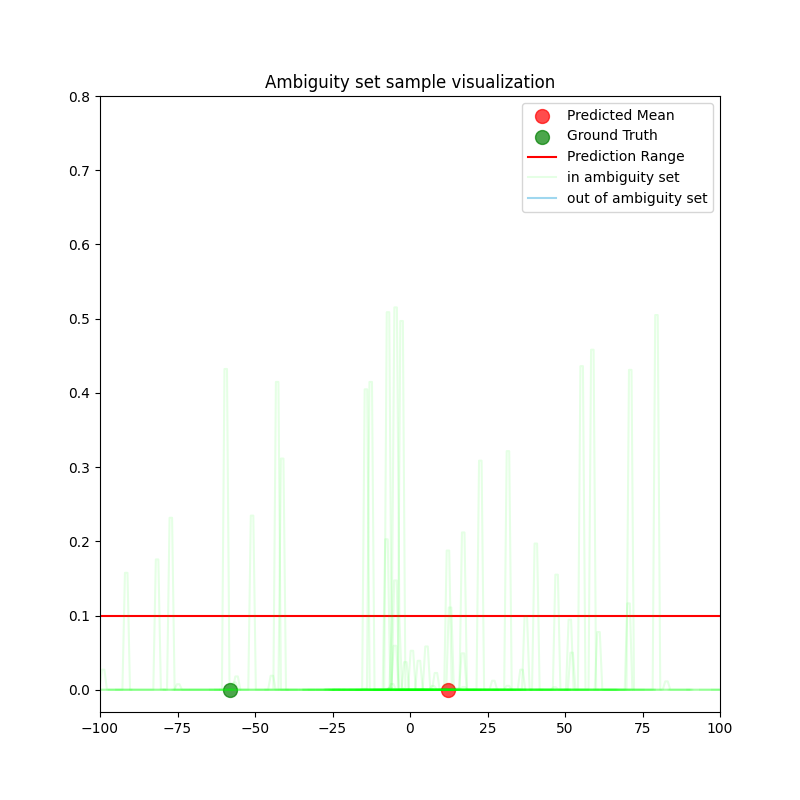 Ambiguity set sample visualization
Predicted Mean
Ground Truth
Prediction Range
in ambiguity set
out of ambiguity set
0.8
0.7
0.6
0.5
0.4
0.3
0.2
0.1
0.0
−100 −75 −50 −25 0 25 50 75 100